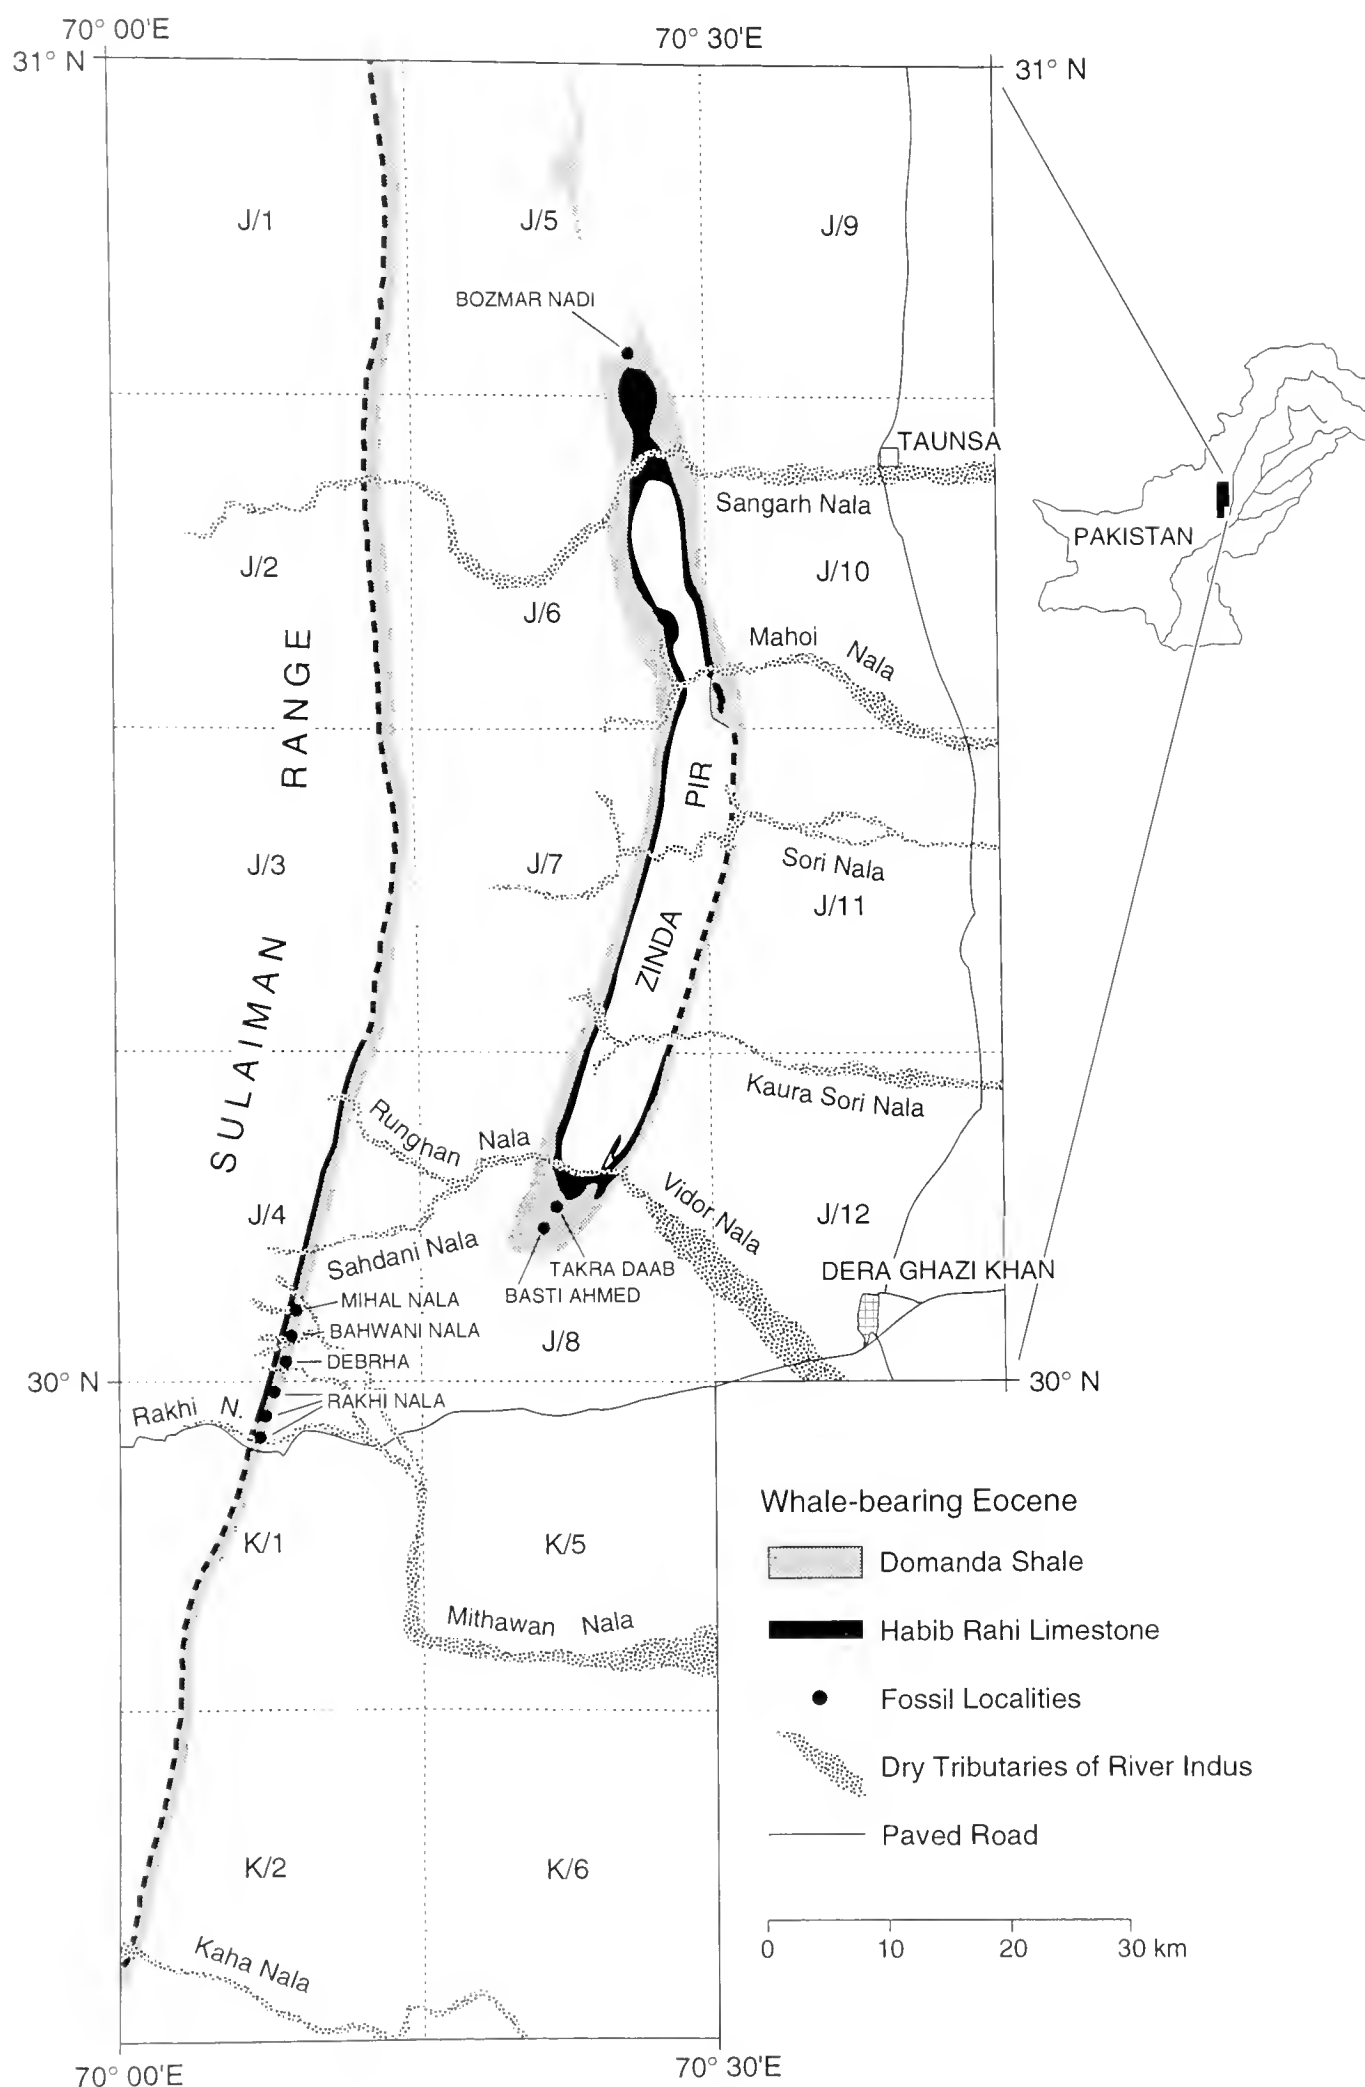 70° 00'E
70° 30'E
31° N
31° N
J/1
J/5
J/9
BOZMAR NADI
TAUNSA
Sangarh Nala
PAKISTAN
J/2
J/6
J/10
Mahoi Nala
SULAIMAN RANGE
ZINDA PIR
J/3
J/7
Sori Nala
J/11
Kaura Sori Nala
Runghan Nala
Vidor Nala
J/4
J/12
Sahdani Nala
TAKRA DAAB
BASTI AHMED
DERA GHAZI KHAN
MIHAL NALA
BAHWANI NALA
J/8
DEBRHA
30° N
30° N
RAKHI NALA
Rakhi N.
K/1
K/5
Mithawan Nala
K/2
K/6
Kaha Nala
70° 00'E
70° 30'E
Whale-bearing Eocene
Domanda Shale
Habib Rahi Limestone
Fossil Localities
Dry Tributaries of River Indus
Paved Road
0 10 20 30 km